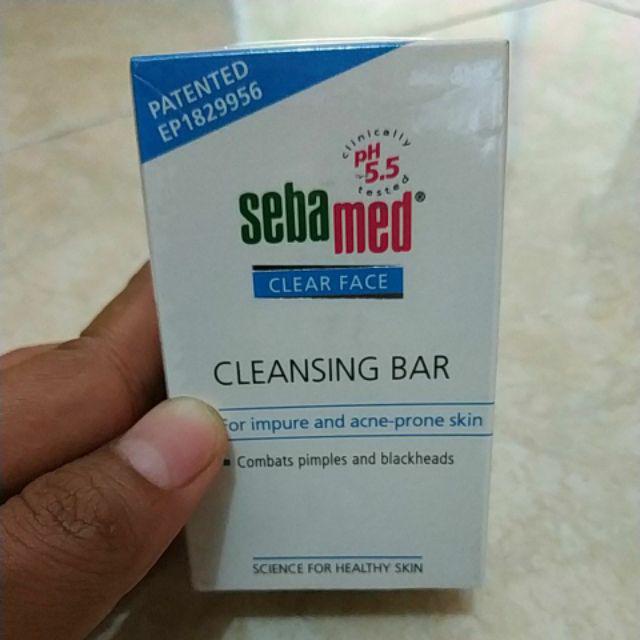 PATENTED
EP1829956
clinically
pH
5.5
tested
sebamed®
CLEAR FACE
CLEANSING BAR
For impure and acne-prone skin
▪ Combats pimples and blackheads
SCIENCE FOR HEALTHY SKIN